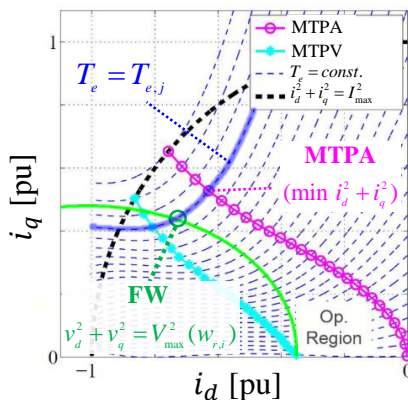 MTPA
MTPV
T_e = const.
i_d^2 + i_q^2 = I_max^2
1
T_e = T_{e,j}
MTPA
(min i_d^2 + i_q^2)
i_q [pu]
FW
v_d^2 + v_q^2 = V_max^2 (w_{r,i})
Op.
Region
0
-1
0
i_d [pu]